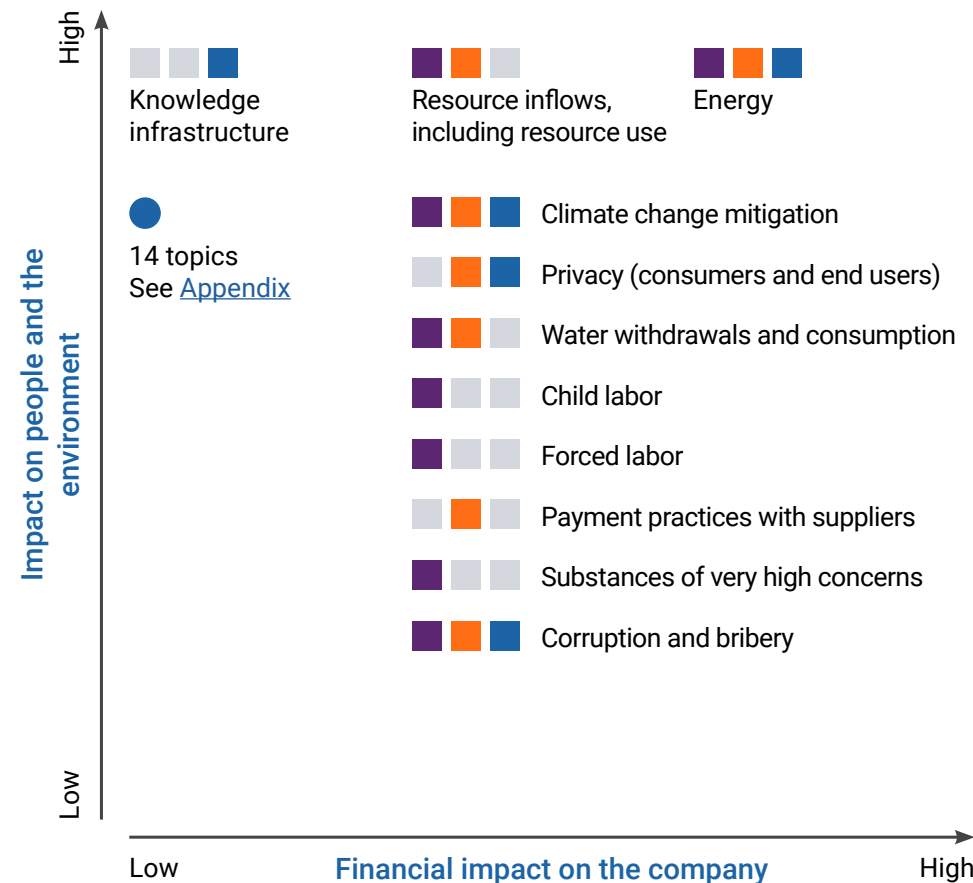 High
Knowledge
infrastructure
Resource inflows,
including resource use
Energy
14 topics
See Appendix
Climate change mitigation
Privacy (consumers and end users)
Water withdrawals and consumption
Child labor
Forced labor
Payment practices with suppliers
Substances of very high concerns
Corruption and bribery
Impact on people and the
environment
Low
Low
Financial impact on the company
High